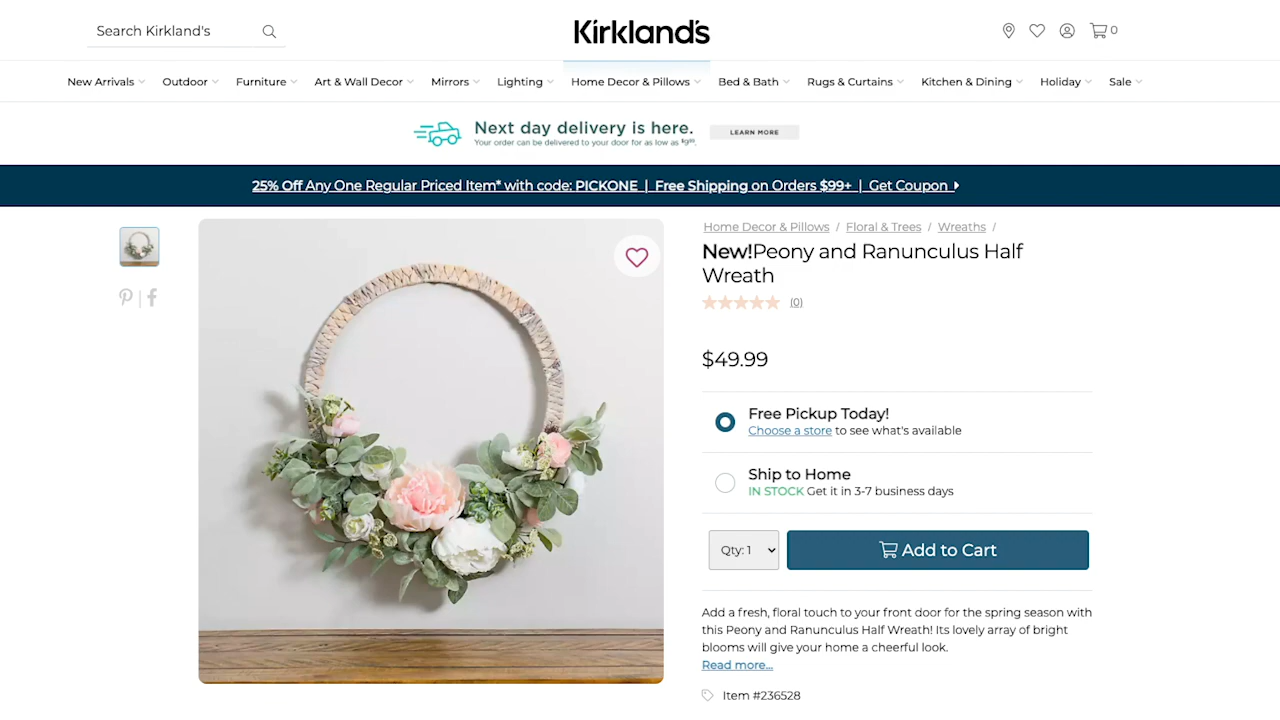 Search Kirkland's
Kirkland's
0
New Arrivals Outdoor Furniture Art & Wall Decor Mirrors Lighting Home Decor & Pillows Bed & Bath Rugs & Curtains Kitchen & Dining Holiday Sale
Next day delivery is here.
Your order can be delivered to your door for as low as $9⁹⁹.
LEARN MORE
25% Off Any One Regular Priced Item* with code: PICKONE | Free Shipping on Orders $99+ | Get Coupon
Home Decor & Pillows / Floral & Trees / Wreaths /
New!Peony and Ranunculus Half
Wreath
(0)
$49.99
Free Pickup Today!
Choose a store to see what's available
Ship to Home
IN STOCK Get it in 3-7 business days
Qty: 1
Add to Cart
Add a fresh, floral touch to your front door for the spring season with
this Peony and Ranunculus Half Wreath! Its lovely array of bright
blooms will give your home a cheerful look.
Read more...
Item #236528